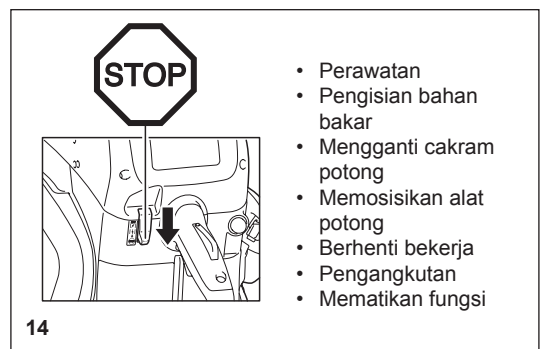 STOP
• Perawatan
• Pengisian bahan
bakar
• Mengganti cakram
potong
• Memosisikan alat
potong
• Berhenti bekerja
• Pengangkutan
• Mematikan fungsi
14